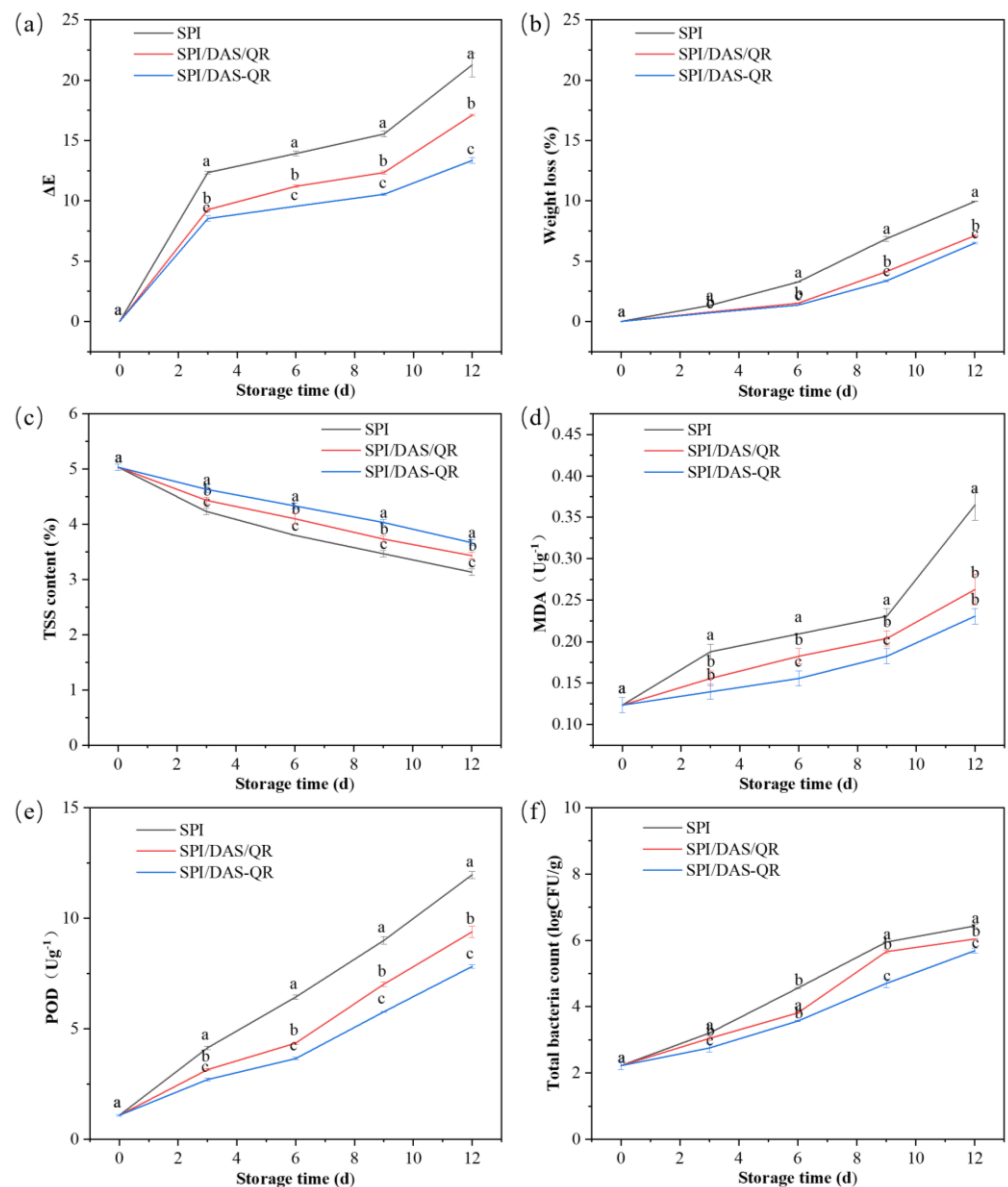 (a)
25
20
15
10
5
0
ΔE
SPI
SPI/DAS/QR
SPI/DAS-QR
a
a
b
c
a
b
c
a
b
c
a
b
c
0 2 4 6 8 10 12
Storage time (d)
(b)
25
20
15
10
5
0
Weight loss (%)
SPI
SPI/DAS/QR
SPI/DAS-QR
a
a
b
a
b
a
b
c
a
b
c
0 2 4 6 8 10 12
Storage time (d)
(c)
6
5
4
3
2
1
0
TSS content (%)
SPI
SPI/DAS/QR
SPI/DAS-QR
a
a
b
c
a
b
c
a
b
c
a
b
c
0 2 4 6 8 10 12
Storage time (d)
(d)
0.45
0.40
0.35
0.30
0.25
0.20
0.15
0.10
MDA（Ug⁻¹）
SPI
SPI/DAS/QR
SPI/DAS-QR
a
a
b
b
a
b
c
a
b
c
a
b
b
0 2 4 6 8 10 12
Storage time (d)
(e)
15
10
5
0
POD（Ug⁻¹）
SPI
SPI/DAS/QR
SPI/DAS-QR
a
a
b
c
a
b
c
a
b
c
a
b
c
0 2 4 6 8 10 12
Storage time (d)
(f)
10
8
6
4
2
0
Total bacteria count (logCFU/g)
SPI
SPI/DAS/QR
SPI/DAS-QR
a
a
b
c
b
a
b
a
b
c
a
b
c
0 2 4 6 8 10 12
Storage time (d)